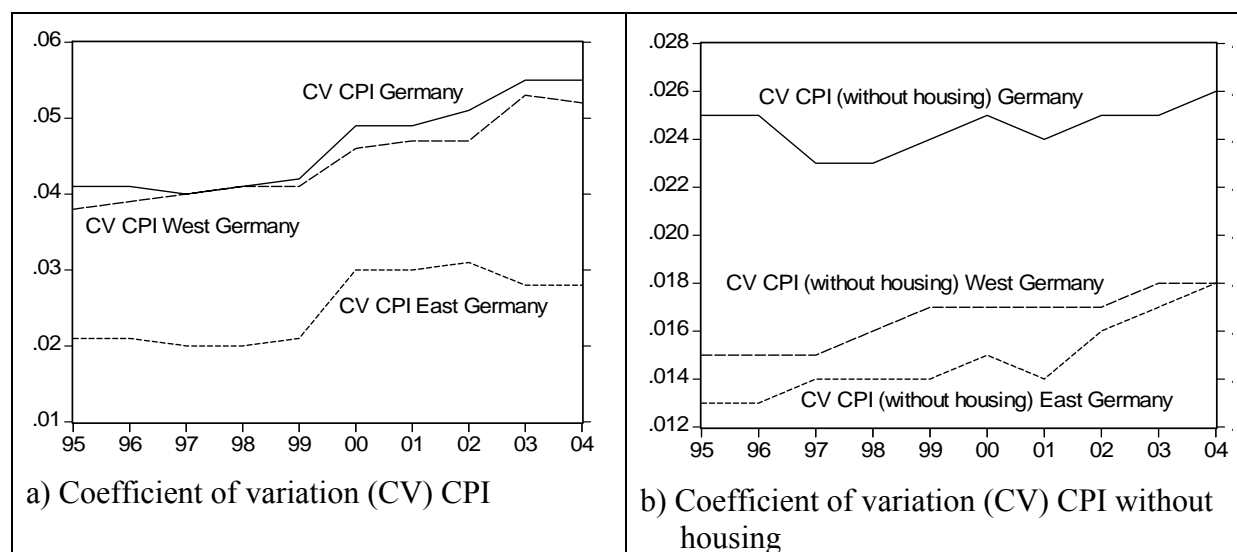 .06
.05
.04
.03
.02
.01
CV CPI Germany
CV CPI West Germany
CV CPI East Germany
95 96 97 98 99 00 01 02 03 04
a) Coefficient of variation (CV) CPI
.028
.026
.024
.022
.020
.018
.016
.014
.012
CV CPI (without housing) Germany
CV CPI (without housing) West Germany
CV CPI (without housing) East Germany
95 96 97 98 99 00 01 02 03 04
b) Coefficient of variation (CV) CPI without
housing